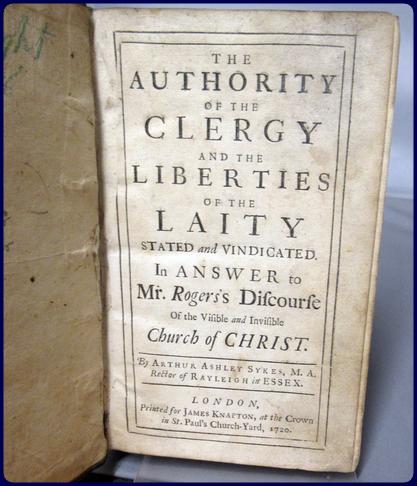 ght
THE
AUTHORITY
OF THE
CLERGY
AND THE
LIBERTIES
OF THE
LAITY
STATED and VINDICATED.
In ANSWER to
Mr. Rogers's Diſcourſe
Of the Viſible and Inviſible
Church of CHRIST.
By ARTHUR ASHLEY SYKES, M. A.
Rector of RAYLEIGH in ESSEX.
LONDON,
Printed for JAMES KNAPTON, at the Crown
in St. Paul's Church-Yard, 1720.